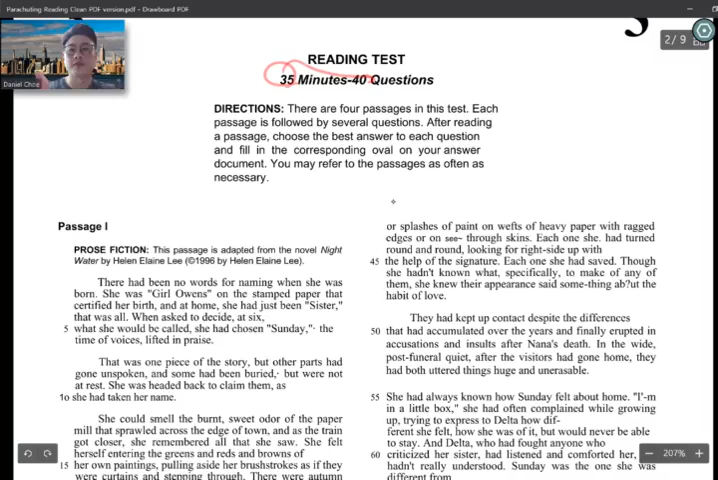 Parachuting Reading Clean PDF version.pdf - Drawboard PDF
Daniel Choe
2 / 9
READING TEST
35 Minutes-40 Questions
DIRECTIONS: There are four passages in this test. Each
passage is followed by several questions. After reading
a passage, choose the best answer to each question
and fill in the corresponding oval on your answer
document. You may refer to the passages as often as
necessary.
Passage I
PROSE FICTION: This passage is adapted from the novel Night
Water by Helen Elaine Lee (©1996 by Helen Elaine Lee).
There had been no words for naming when she was
born. She was "Girl Owens" on the stamped paper that
certified her birth, and at home, she had just been "Sister,"
that was all. When asked to decide, at six,
5 what she would be called, she had chosen "Sunday,"· the
time of voices, lifted in praise.
That was one piece of the story, but other parts had
gone unspoken, and some had been buried,· but were not
at rest. She was headed back to claim them, as
1o she had taken her name.
She could smell the burnt, sweet odor of the paper
mill that sprawled across the edge of town, and as the train
got closer, she remembered all that she saw. She felt
herself entering the greens and reds and browns of
15 her own paintings, pulling aside her brushstrokes as if they
were curtains and stepping through. There were autumn
or splashes of paint on wefts of heavy paper with ragged
edges or on see~ through skins. Each one she. had turned
round and round, looking for right-side up with
45 the help of the signature. Each one she had saved. Though
she hadn't known what, specifically, to make of any of
them, she knew their appearance said some-thing ab?ut the
habit of love.
They had kept up contact despite the differences
50 that had accumulated over the years and finally erupted in
accusations and insults after Nana's death. In the wide,
post-funeral quiet, after the visitors had gone home, they
had both uttered things huge and unerasable.
55 She had always known how Sunday felt about home. "I'-m
in a little box," she had often complained while growing
up, trying to express to Delta how dif-
ferent she felt, how she was of it, but would never be able
to stay. And Delta, who had fought anyone who
60 criticized her sister, had listened and comforted her,
hadn't really understood. Sunday was the one she was
different from
207%